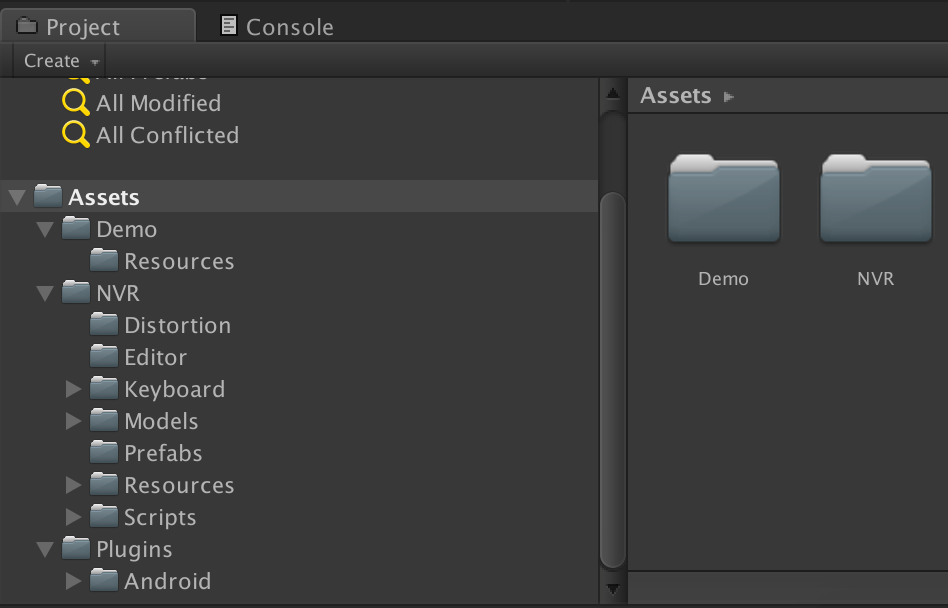 Project
Console
Create
All Modified
All Conflicted
Assets
Demo
Resources
NVR
Distortion
Editor
Keyboard
Models
Prefabs
Resources
Scripts
Plugins
Android
Assets
Demo
NVR